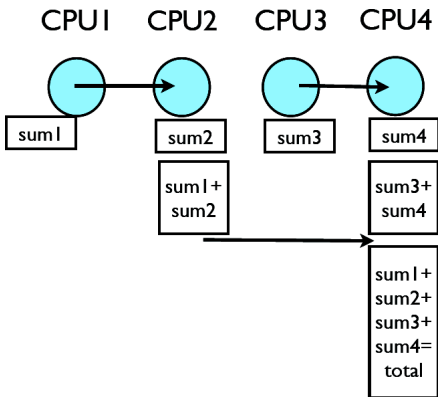 CPU1 CPU2 CPU3 CPU4
sum1 sum2 sum3 sum4
sum1+
sum2
sum3+
sum4
sum1+
sum2+
sum3+
sum4=
total